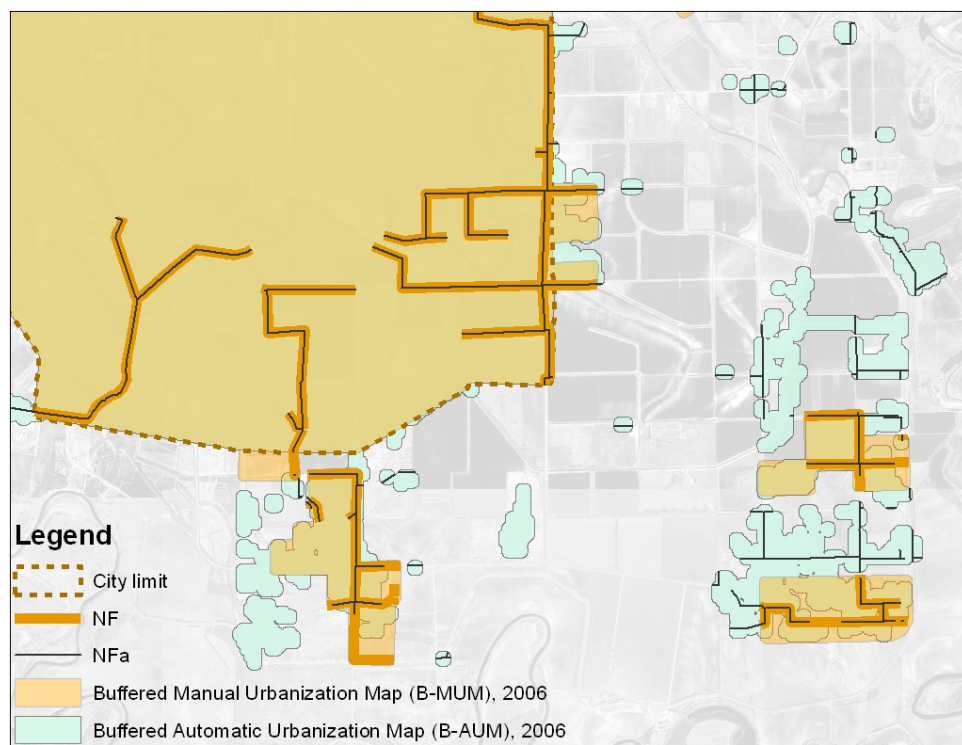 Legend
City limit
NF
NFa
Buffered Manual Urbanization Map (B-MUM), 2006
Buffered Automatic Urbanization Map (B-AUM), 2006